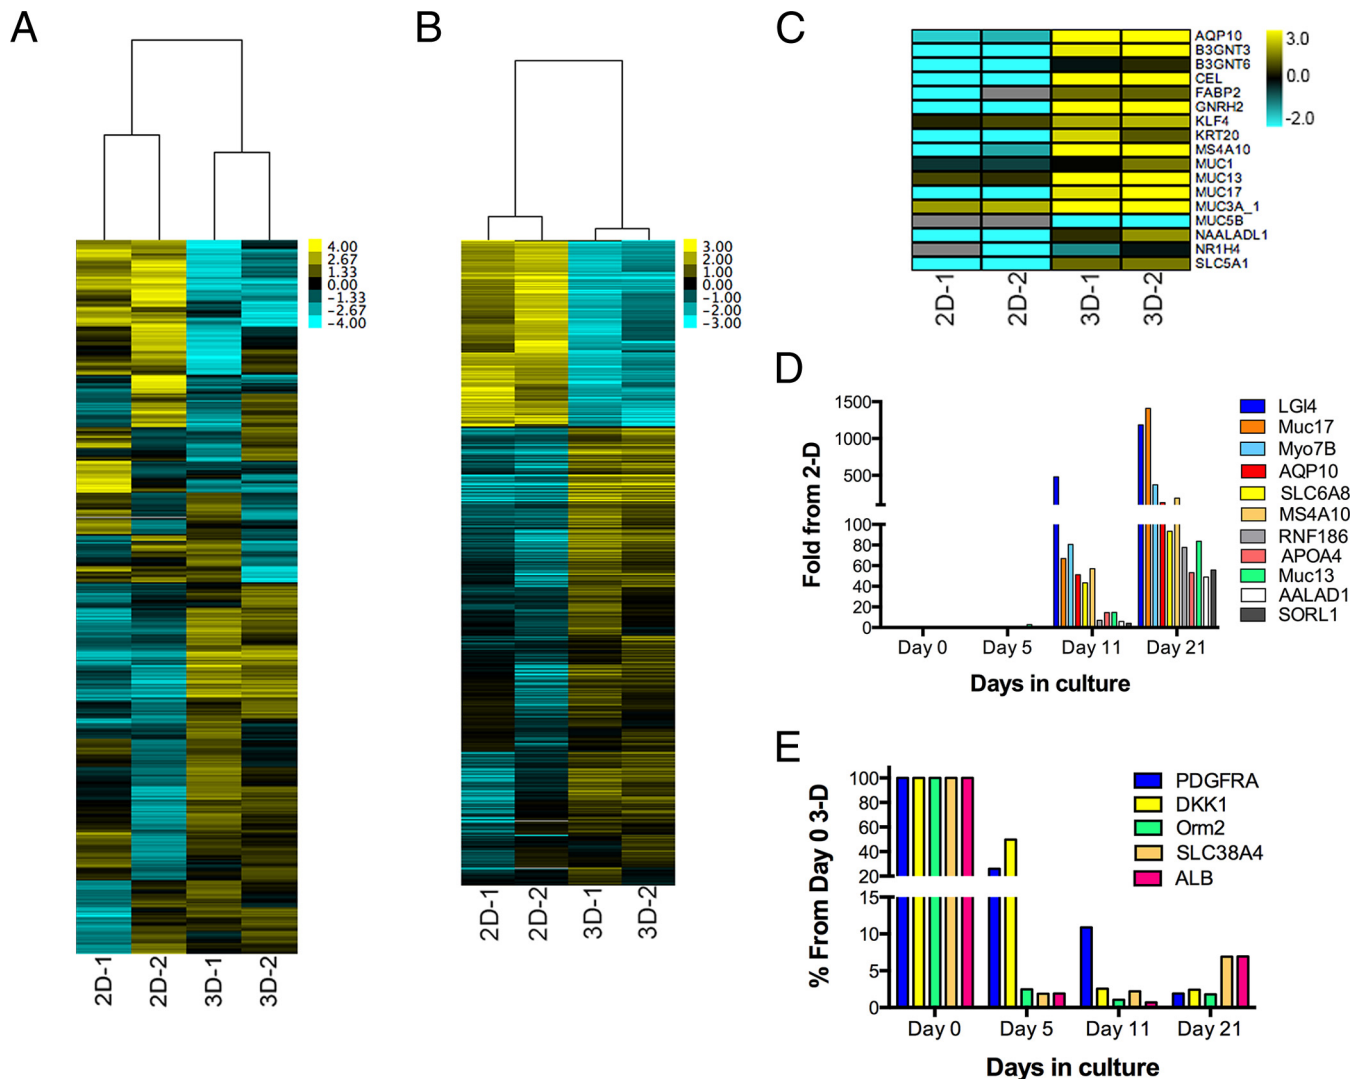 A
4.00
2.67
1.33
0.00
-1.33
-2.67
-4.00
2D-1
2D-2
3D-1
3D-2
B
3.00
2.00
1.00
0.00
-1.00
-2.00
-3.00
2D-1
2D-2
3D-1
3D-2
C
AQP10
B3GNT3
B3GNT6
CEL
FABP2
GNRH2
KLF4
KRT20
MS4A10
MUC1
MUC13
MUC17
MUC3A_1
MUC5B
NAALADL1
NR1H4
SLC5A1
3.0
0.0
-2.0
2D-1
2D-2
3D-1
3D-2
D
Fold from 2-D
1500
1000
500
100
80
60
40
20
0
Day 0
Day 5
Day 11
Day 21
Days in culture
LGI4
Muc17
Myo7B
AQP10
SLC6A8
MS4A10
RNF186
APOA4
Muc13
AALAD1
SORL1
E
% From Day 0 3-D
100
80
60
40
20
15
10
5
0
Day 0
Day 5
Day 11
Day 21
Days in culture
PDGFRA
DKK1
Orm2
SLC38A4
ALB